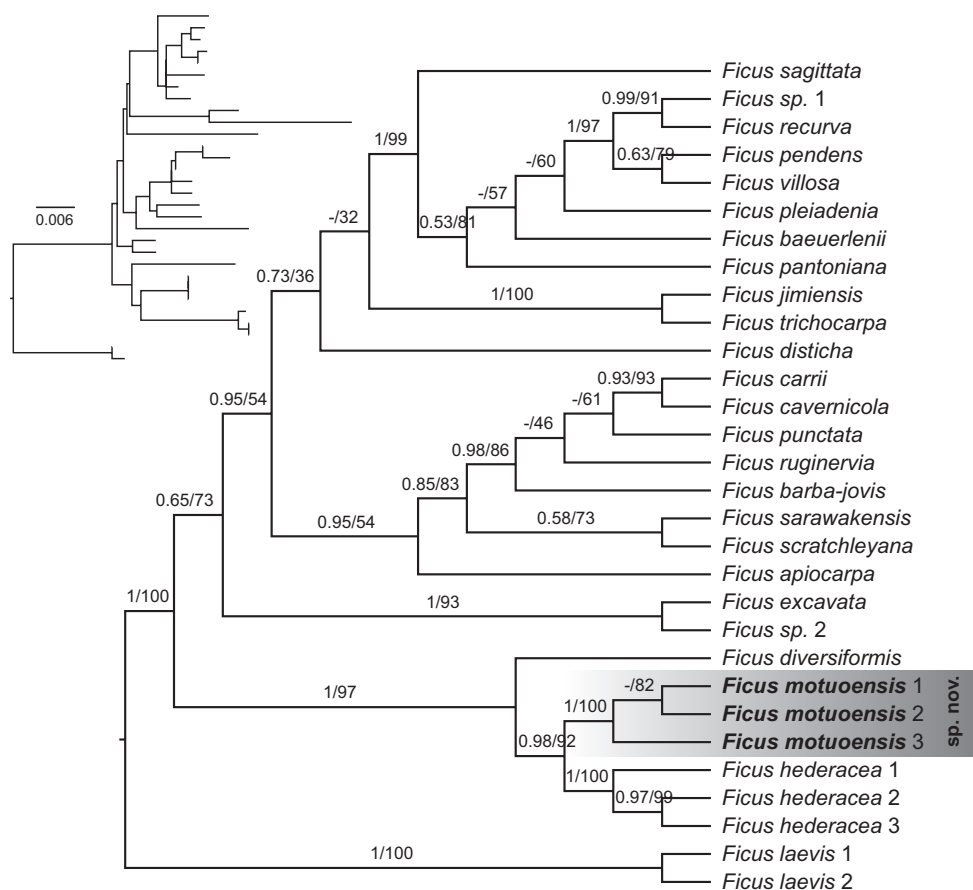 Ficus sagittata
0.99/91 Ficus sp. 1
1/97 Ficus recurva
1/99 0.63/79 Ficus pendens
-/60 Ficus villosa
-/57 Ficus pleiadenia
0.006
-/32 0.53/81 Ficus baeuerlenii
Ficus pantoniana
0.73/36 1/100 Ficus jimiensis
Ficus trichocarpa
Ficus disticha
0.93/93 Ficus carrii
0.95/54 -/61 Ficus cavernicola
-/46 Ficus punctata
0.98/86 Ficus ruginervia
0.85/83 Ficus barba-jovis
0.65/73 0.95/54 0.58/73 Ficus sarawakensis
Ficus scratchleyana
Ficus apiocarpa
1/100 1/93 Ficus excavata
Ficus sp. 2
Ficus diversiformis
1/97 -/82 Ficus motuoensis 1
1/100 Ficus motuoensis 2
0.98/92 Ficus motuoensis 3
sp. nov.
1/100 Ficus hederacea 1
0.97/99 Ficus hederacea 2
Ficus hederacea 3
1/100 Ficus laevis 1
Ficus laevis 2